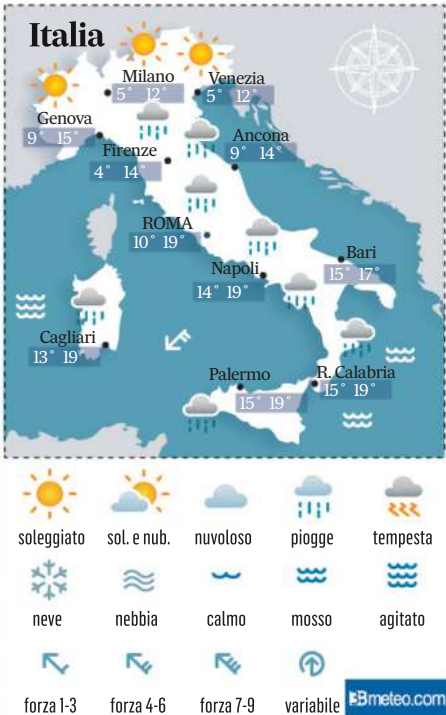 Italia
Milano
5° 12°
Venezia
5° 12°
Genova
9° 15°
Firenze
4° 14°
Ancona
9° 14°
ROMA
10° 19°
Bari
15° 17°
Napoli
14° 19°
Cagliari
13° 19°
Palermo
15° 19°
R. Calabria
15° 19°
soleggiato sol. e nub. nuvoloso piogge tempesta
neve nebbia calmo mosso agitato
forza 1-3 forza 4-6 forza 7-9 variabile
3Bmeteo.com